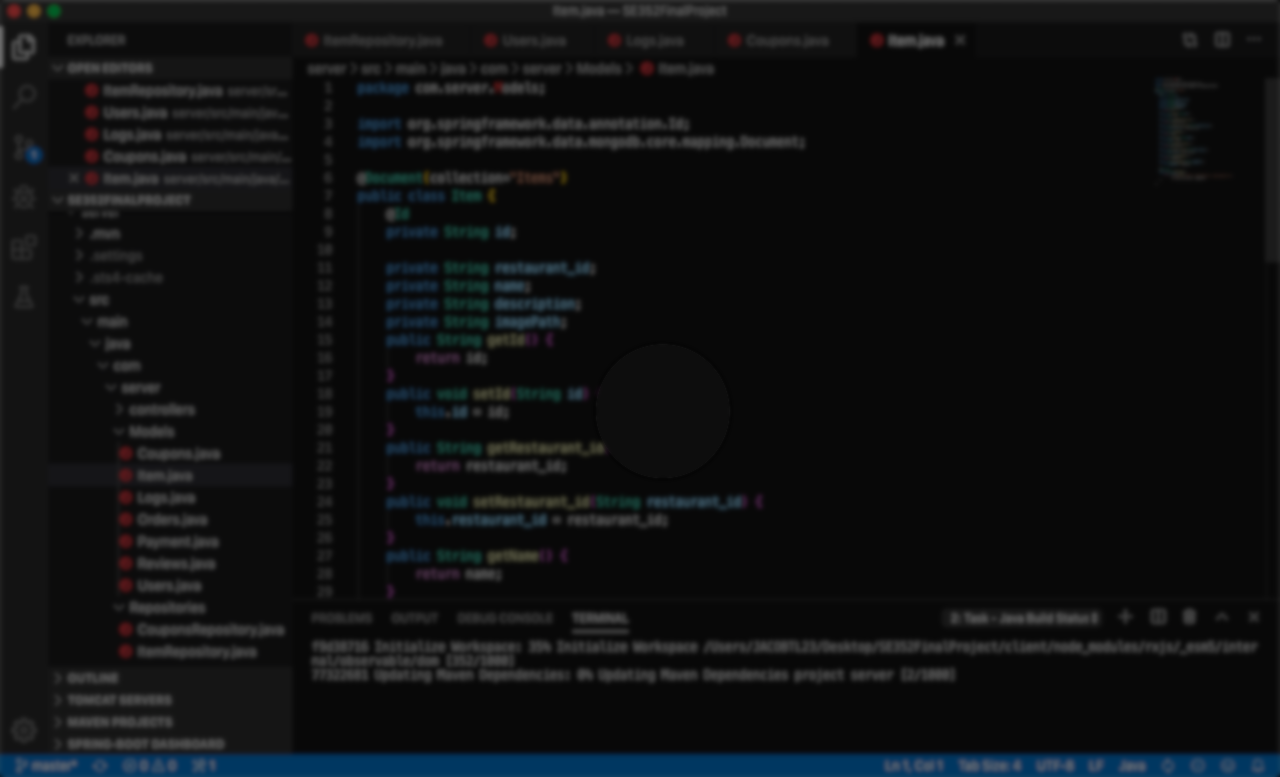 Item.java — SE352FinalProject
EXPLORER
OPEN EDITORS
ItemRepository.java server/sr...
Users.java server/src/main/jav...
Logs.java server/src/main/java...
Coupons.java server/src/main/...
Item.java server/src/main/java/...
SE352FINALPROJECT
server
.mvn
.settings
.sts4-cache
src
main
java
com
server
controllers
Models
Coupons.java
Item.java
Logs.java
Orders.java
Payment.java
Reviews.java
Users.java
Repositories
CouponsRepository.java
ItemRepository.java
OUTLINE
TOMCAT SERVERS
MAVEN PROJECTS
SPRING-BOOT DASHBOARD
ItemRepository.java Users.java Logs.java Coupons.java Item.java
server > src > main > java > com > server > Models > Item.java
1 package com.server.Models;
2
3 import org.springframework.data.annotation.Id;
4 import org.springframework.data.mongodb.core.mapping.Document;
5
6 @Document(collection="Items")
7 public class Item {
8 @Id
9 private String id;
10
11 private String restaurant_id;
12 private String name;
13 private String description;
14 private String imagePath;
15 public String getId() {
16 return id;
17 }
18 public void setId(String id)
19 this.id = id;
20 }
21 public String getRestaurant_i
22 return restaurant_id;
23 }
24 public void setRestaurant_id(String restaurant_id) {
25 this.restaurant_id = restaurant_id;
26 }
27 public String getName() {
28 return name;
29 }
PROBLEMS OUTPUT DEBUG CONSOLE TERMINAL 2: Task - Java Build Status
Initialize Workspace: 35% Initialize Workspace /Users/JACOBTL23/Desktop/SE352FinalProject/client/node_modules/rxjs/_esm5/inter
nal/observable/dom [352/1000]
Updating Maven Dependencies: 0% Updating Maven Dependencies project server [2/1000]
master* 0 0 1 Ln 1, Col 1 Tab Size: 4 UTF-8 LF Java